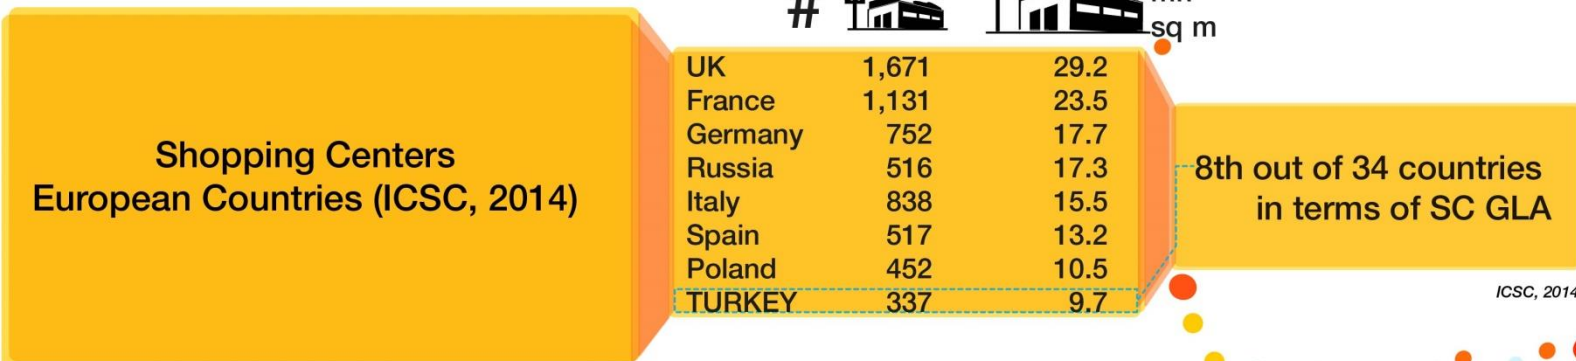 #
sq m
UK 1,671 29.2
France 1,131 23.5
Germany 752 17.7
Russia 516 17.3
Italy 838 15.5
Spain 517 13.2
Poland 452 10.5
TURKEY 337 9.7
Shopping Centers
European Countries (ICSC, 2014)
8th out of 34 countries
in terms of SC GLA
ICSC, 2014